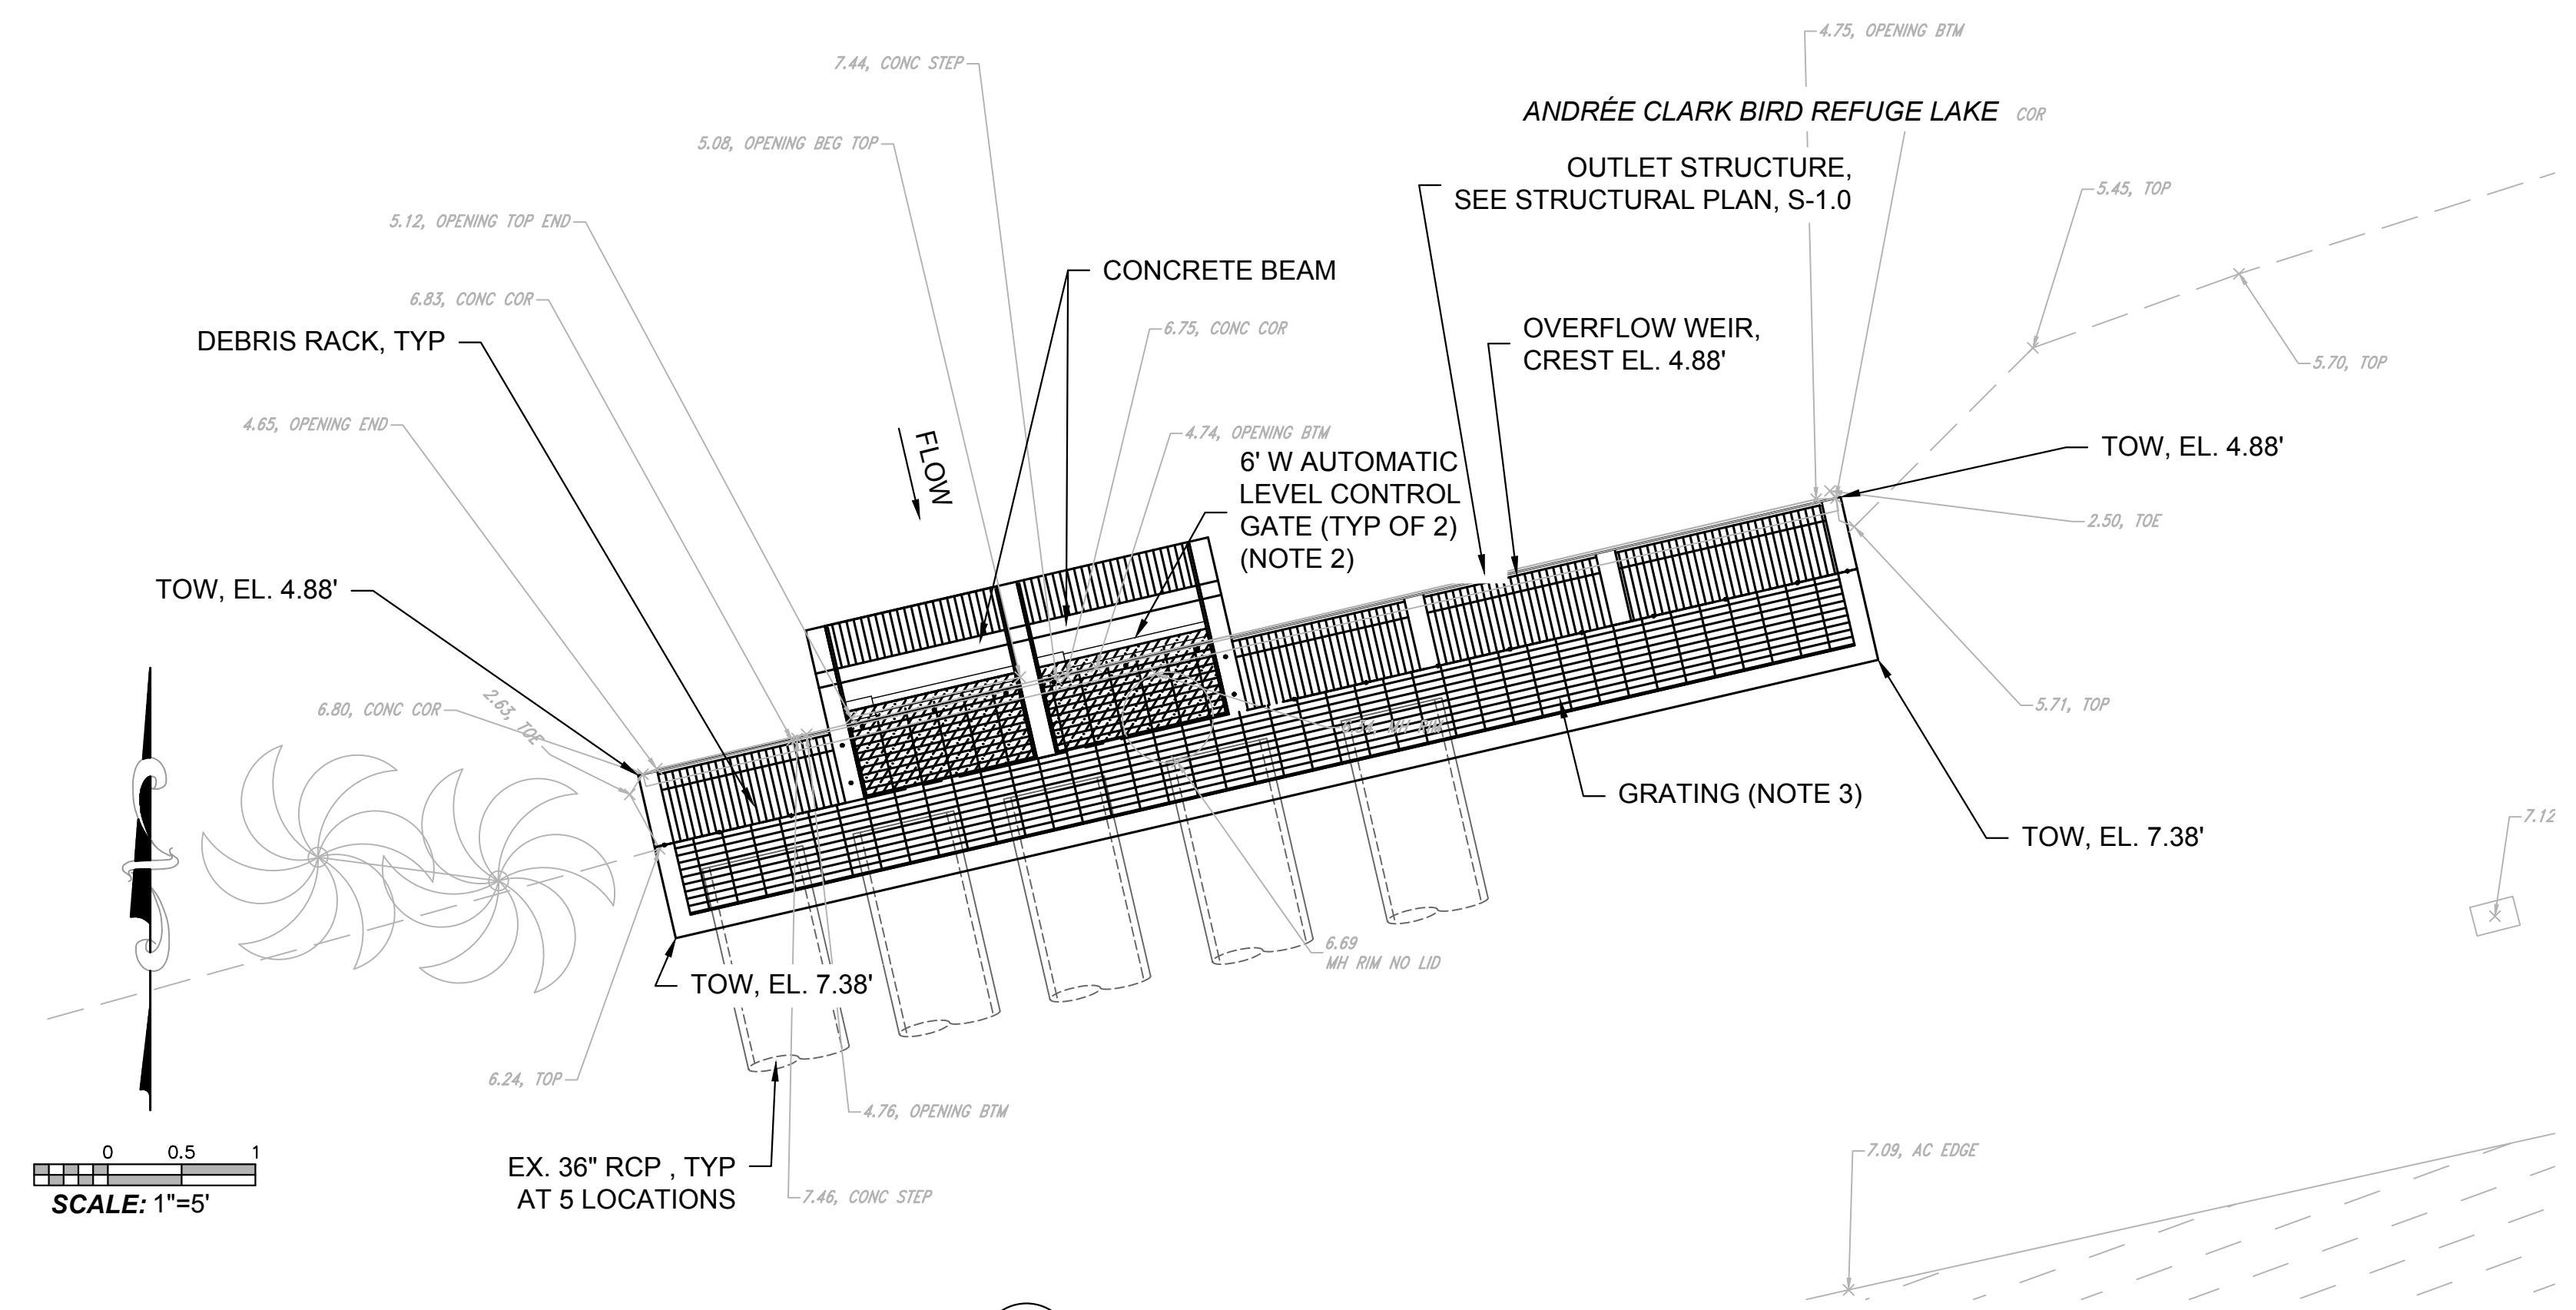 4.75, OPENING BTM
7.44, CONC STEP
ANDRÉE CLARK BIRD REFUGE LAKE
COR
5.08, OPENING BEG TOP
OUTLET STRUCTURE,
SEE STRUCTURAL PLAN, S-1.0
5.45, TOP
5.12, OPENING TOP END
CONCRETE BEAM
6.83, CONC COR
6.75, CONC COR
OVERFLOW WEIR,
CREST EL. 4.88'
DEBRIS RACK, TYP
5.70, TOP
4.65, OPENING END
FLOW
4.74, OPENING BTM
6' W AUTOMATIC
LEVEL CONTROL
GATE (TYP OF 2)
(NOTE 2)
TOW, EL. 4.88'
2.50, TOE
TOW, EL. 4.88'
6.80, CONC COR
2.63, TOE
5.71, TOP
MH RIM
GRATING (NOTE 3)
7.12
TOW, EL. 7.38'
6.69
MH RIM NO LID
TOW, EL. 7.38'
6.24, TOP
4.76, OPENING BTM
0 0.5 1
SCALE: 1"=5'
EX. 36" RCP , TYP
AT 5 LOCATIONS
7.46, CONC STEP
7.09, AC EDGE